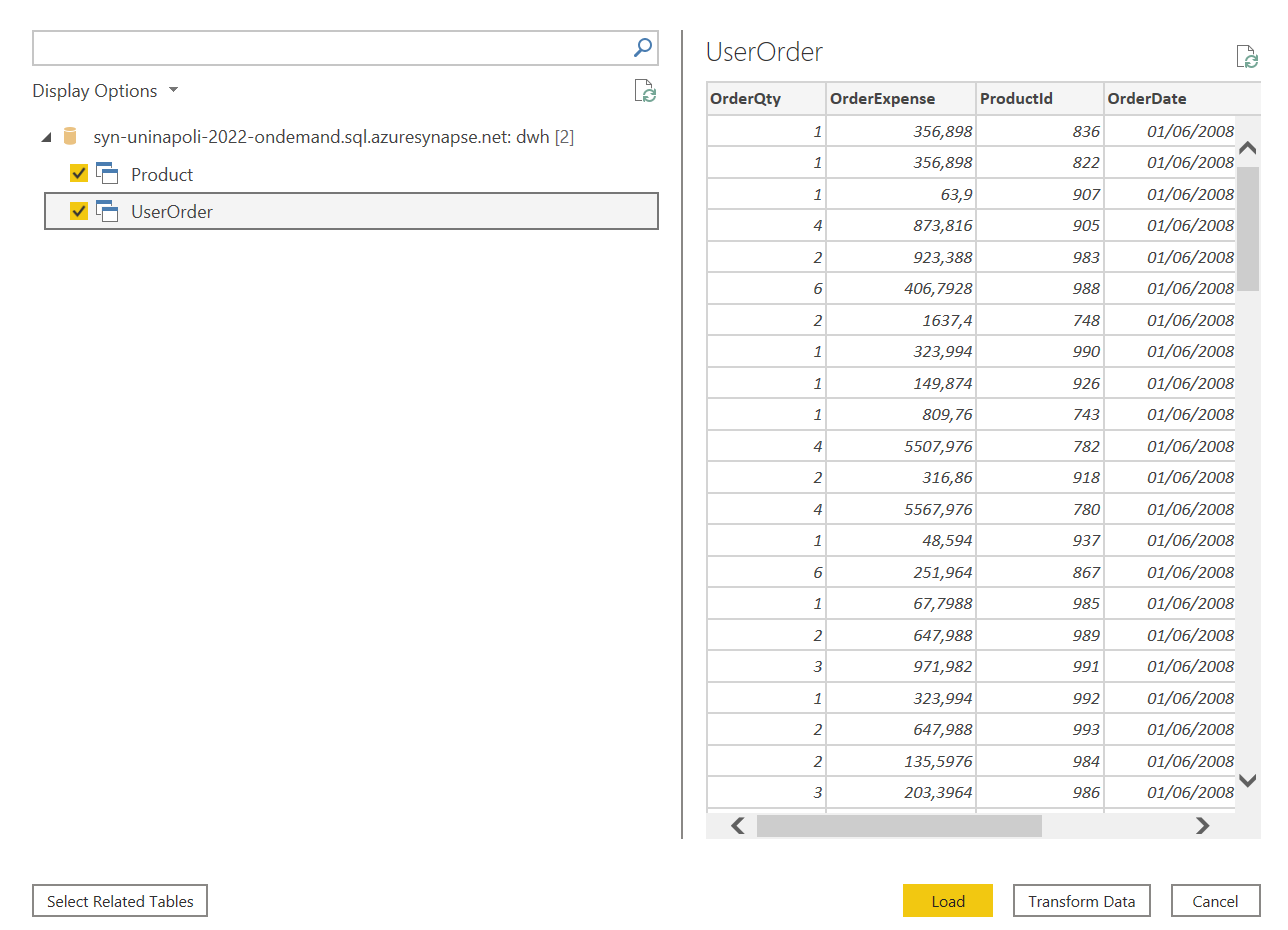 Display Options
syn-uninapoli-2022-ondemand.sql.azuresynapse.net: dwh [2]
Product
UserOrder
Select Related Tables
UserOrder
OrderQty OrderExpense ProductId OrderDate
1 356,898 836 01/06/2008
1 356,898 822 01/06/2008
1 63,9 907 01/06/2008
4 873,816 905 01/06/2008
2 923,388 983 01/06/2008
6 406,7928 988 01/06/2008
2 1637,4 748 01/06/2008
1 323,994 990 01/06/2008
1 149,874 926 01/06/2008
1 809,76 743 01/06/2008
4 5507,976 782 01/06/2008
2 316,86 918 01/06/2008
4 5567,976 780 01/06/2008
1 48,594 937 01/06/2008
6 251,964 867 01/06/2008
1 67,7988 985 01/06/2008
2 647,988 989 01/06/2008
3 971,982 991 01/06/2008
1 323,994 992 01/06/2008
2 647,988 993 01/06/2008
2 135,5976 984 01/06/2008
3 203,3964 986 01/06/2008
Load Transform Data Cancel